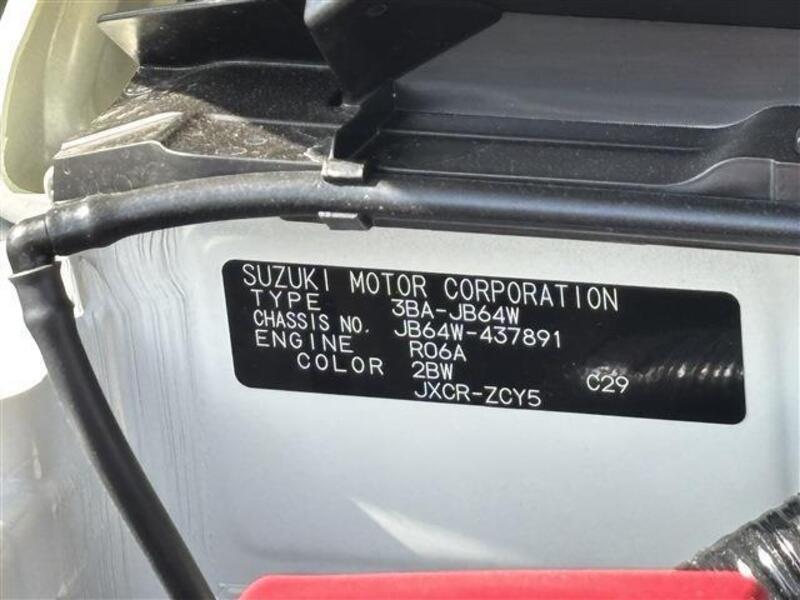 SUZUKI MOTOR CORPORATION
TYPE 3BA-JB64W
CHASSIS NO. JB64W-437891
ENGINE R06A
COLOR 2BW
JXCR-ZCY5 C29